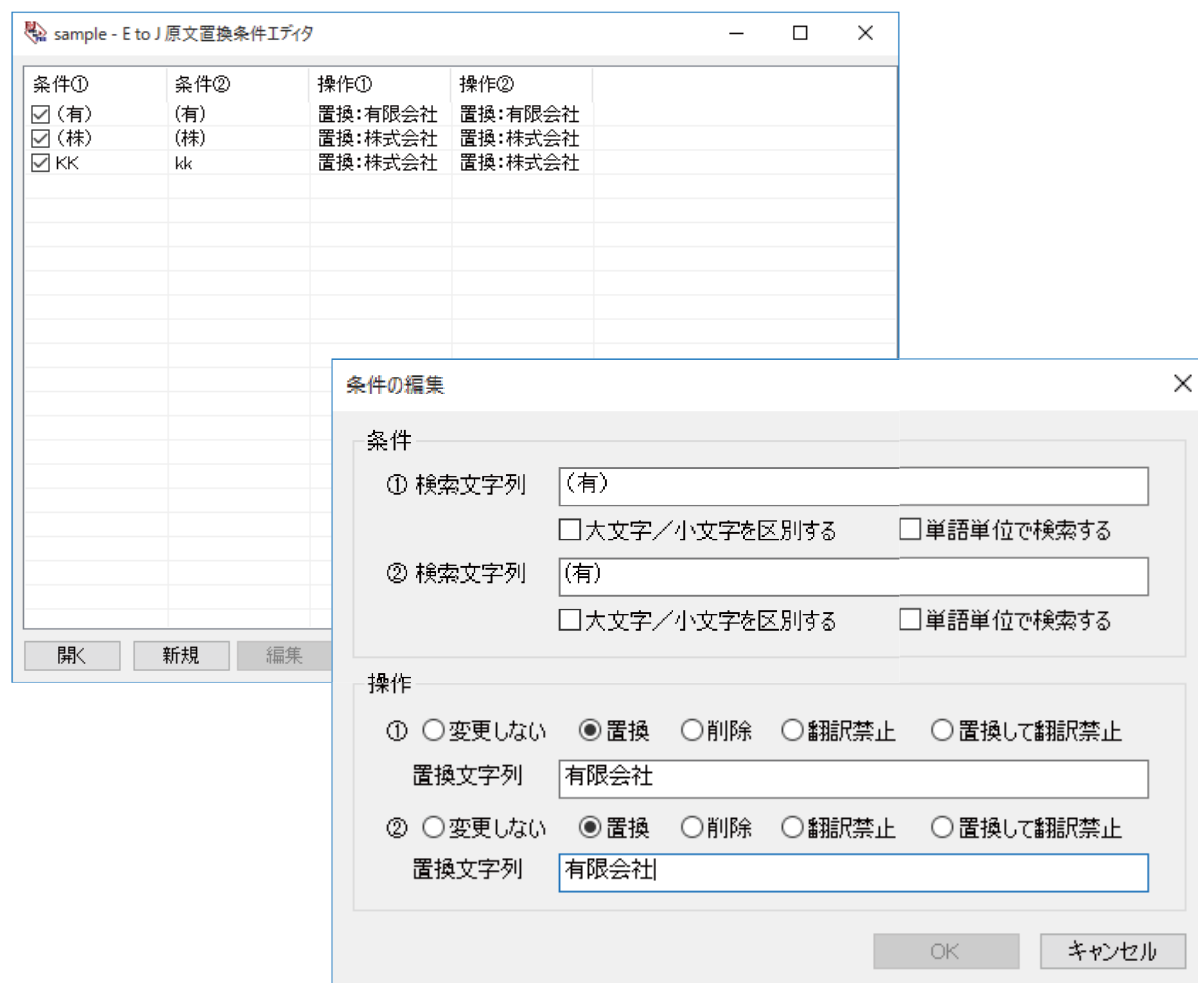 sample - E to J 原文置換条件エディタ
条件① 条件② 操作① 操作②
（有） (有) 置換:有限会社 置換:有限会社
（株） (株) 置換:株式会社 置換:株式会社
KK kk 置換:株式会社 置換:株式会社
開く 新規 編集
条件の編集
条件
① 検索文字列 （有）
大文字／小文字を区別する 単語単位で検索する
② 検索文字列 (有)
大文字／小文字を区別する 単語単位で検索する
操作
① 変更しない 置換 削除 翻訳禁止 置換して翻訳禁止
置換文字列 有限会社
② 変更しない 置換 削除 翻訳禁止 置換して翻訳禁止
置換文字列 有限会社
OK キャンセル